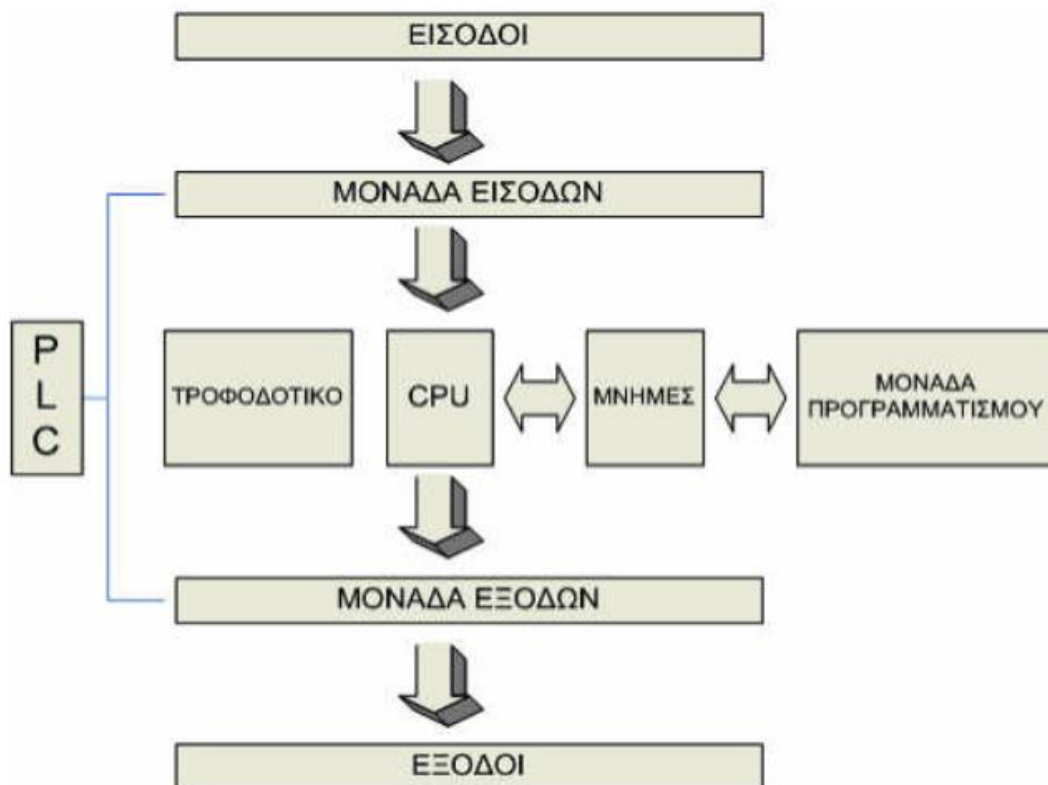 ΕΙΣΟΔΟΙ
ΜΟΝΑΔΑ ΕΙΣΟΔΩΝ
P
L
C
ΤΡΟΦΟΔΟΤΙΚΟ
CPU
ΜΝΗΜΕΣ
ΜΟΝΑΔΑ
ΠΡΟΓΡΑΜΜΑΤΙΣΜΟΥ
ΜΟΝΑΔΑ ΕΞΟΔΩΝ
ΕΞΟΔΟΙ